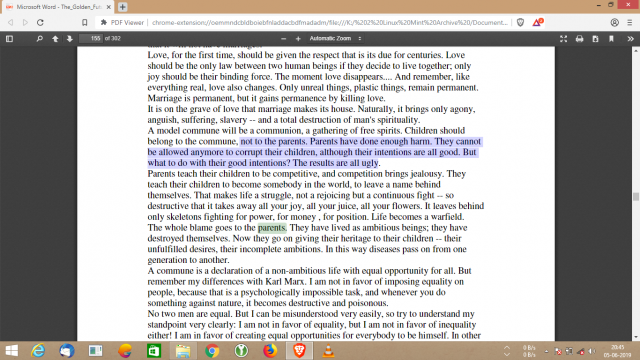 Microsoft Word - The_Golden_Fut
PDF Viewer | chrome-extension://oemmndcbldboiebfnladdacbdfmadadm/file:///K:/%202%20Linux%20Mint%20Archive/Document...
155 of 302 Automatic Zoom
Love, for the first time, should be given the respect that is its due for centuries. Love
should be the only law between two human beings if they decide to live together; only
joy should be their binding force. The moment love disappears.... And remember, like
everything real, love also changes. Only unreal things, plastic things, remain permanent.
Marriage is permanent, but it gains permanence by killing love.
It is on the grave of love that marriage makes its house. Naturally, it brings only agony,
anguish, suffering, slavery -- and a total destruction of man's spirituality.
A model commune will be a communion, a gathering of free spirits. Children should
belong to the commune, not to the parents. Parents have done enough harm. They cannot
be allowed anymore to corrupt their children, although their intentions are all good. But
what to do with their good intentions? The results are all ugly.
Parents teach their children to be competitive, and competition brings jealousy. They
teach their children to become somebody in the world, to leave a name behind
themselves. That makes life a struggle, not a rejoicing but a continuous fight -- so
destructive that it takes away all your joy, all your juice, all your flowers. It leaves behind
only skeletons fighting for power, for money , for position. Life becomes a warfield.
The whole blame goes to the parents. They have lived as ambitious beings; they have
destroyed themselves. Now they go on giving their heritage to their children -- their
unfulfilled desires, their incomplete ambitions. In this way diseases pass on from one
generation to another.
A commune is a declaration of a non-ambitious life with equal opportunity for all. But
remember my differences with Karl Marx. I am not in favor of imposing equality on
people, because that is a psychologically impossible task, and whenever you do
something against nature, it becomes destructive and poisonous.
No two men are equal. But I can be misunderstood very easily, so try to understand my
standpoint very clearly: I am not in favor of equality, but I am not in favor of inequality
either! I am in favor of creating equal opportunities for everybody to be himself. In other
0 B/s
0 B/s
20:41
05-08-2019